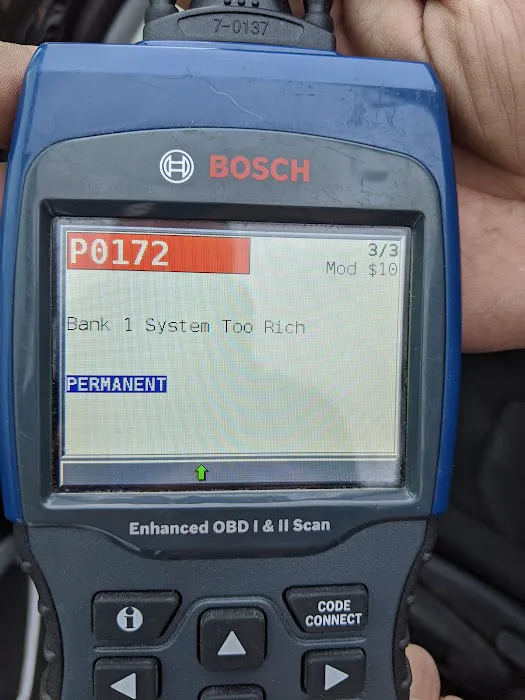 7-0137
BOSCH
P0172
3/3
Mod $10
Bank 1 System Too Rich
PERMANENT
Enhanced OBD I & II Scan
i
CODE
CONNECT